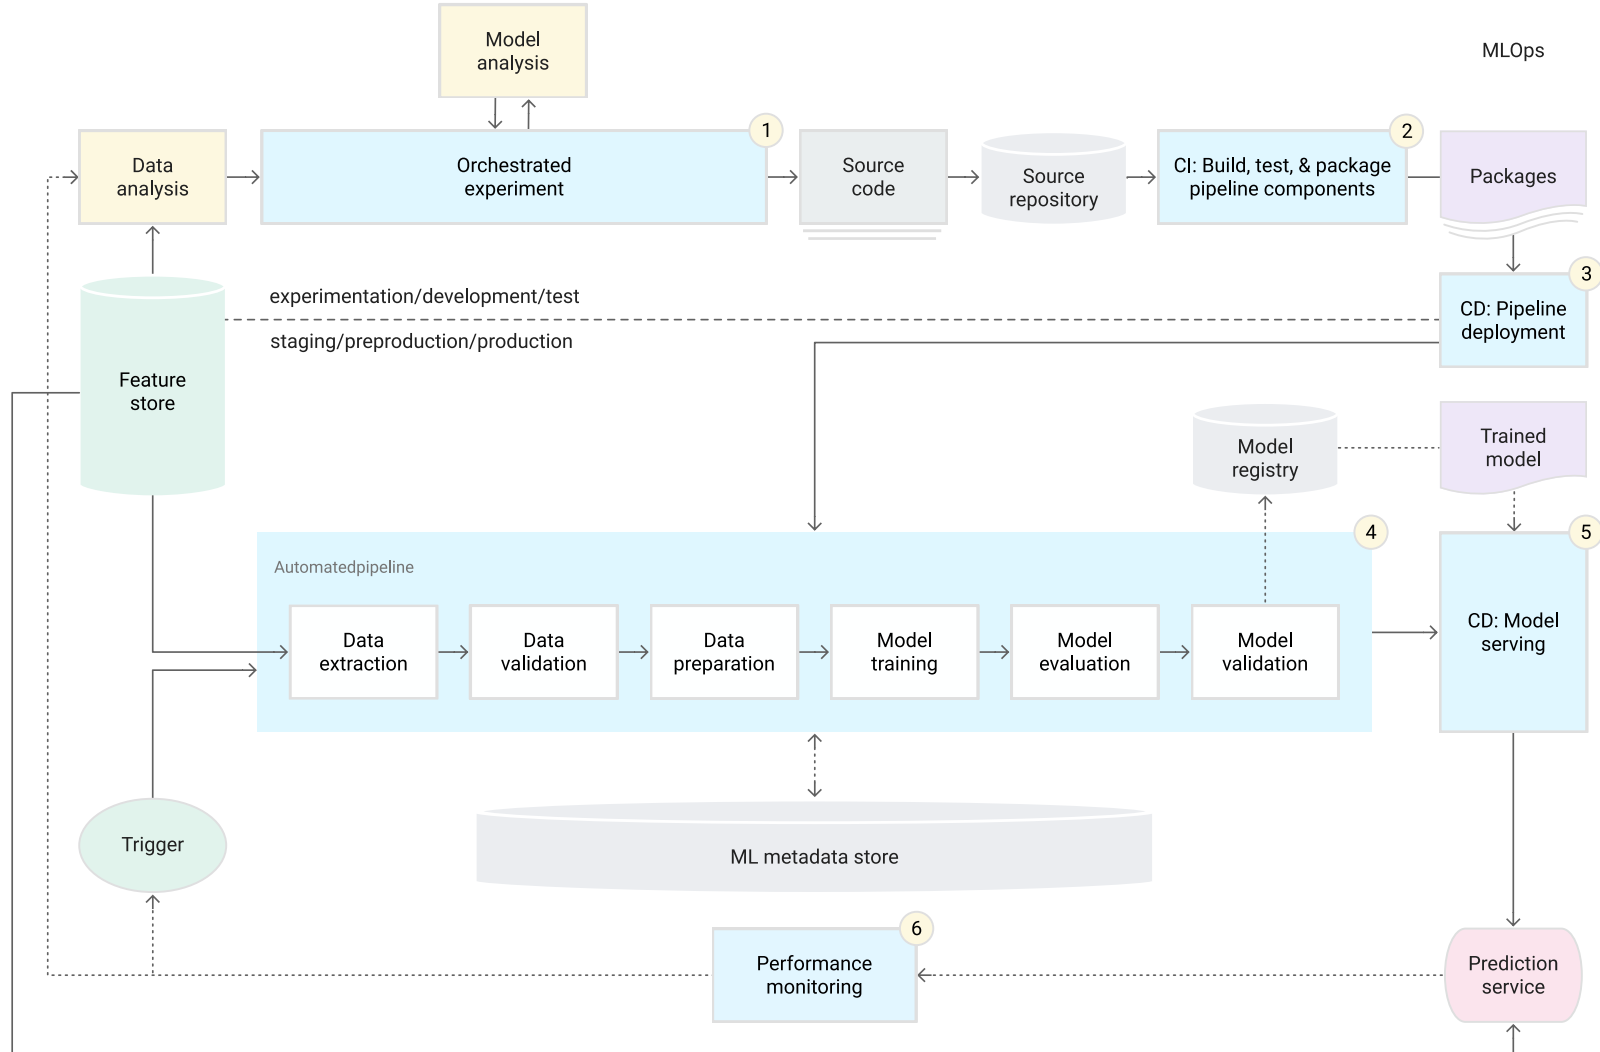 Model
analysis
MLOps
1
2
Data
analysis
Orchestrated
experiment
Source
code
Source
repository
CI: Build, test, & package
pipeline components
Packages
3
experimentation/development/test
staging/preproduction/production
CD: Pipeline
deployment
Feature
store
Model
registry
Trained
model
4
5
Automatedpipeline
Data
extraction
Data
validation
Data
preparation
Model
training
Model
evaluation
Model
validation
CD: Model
serving
Trigger
ML metadata store
6
Performance
monitoring
Prediction
service